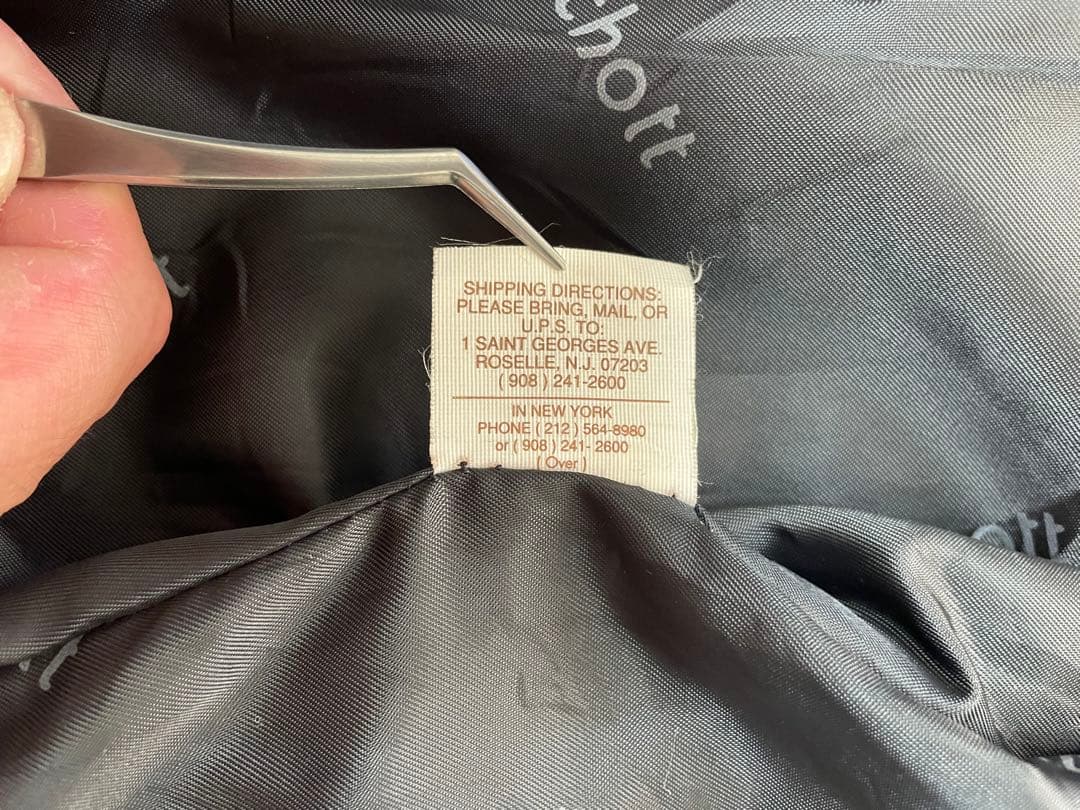 chott
SHIPPING DIRECTIONS:
PLEASE BRING, MAIL, OR
U.P.S. TO:
1 SAINT GEORGES AVE.
ROSELLE, N.J. 07203
( 908 ) 241-2600
IN NEW YORK
PHONE ( 212 ) 564-8980
or ( 908 ) 241- 2600
( Over )
ott